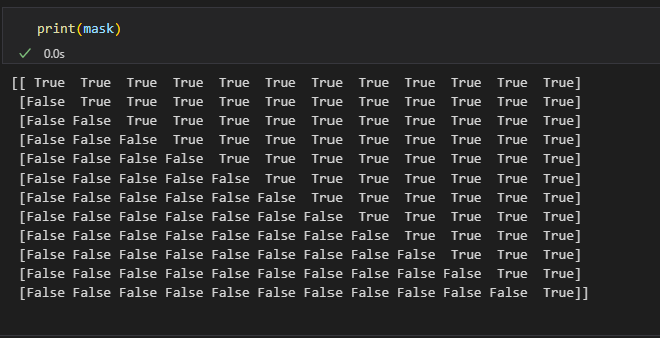 print(mask)
0.0s
[[ True  True  True  True  True  True  True  True  True  True  True  True]
 [False  True  True  True  True  True  True  True  True  True  True  True]
 [False False  True  True  True  True  True  True  True  True  True  True]
 [False False False  True  True  True  True  True  True  True  True  True]
 [False False False False  True  True  True  True  True  True  True  True]
 [False False False False False  True  True  True  True  True  True  True]
 [False False False False False False  True  True  True  True  True  True]
 [False False False False False False False  True  True  True  True  True]
 [False False False False False False False False  True  True  True  True]
 [False False False False False False False False False  True  True  True]
 [False False False False False False False False False False  True  True]
 [False False False False False False False False False False False  True]]